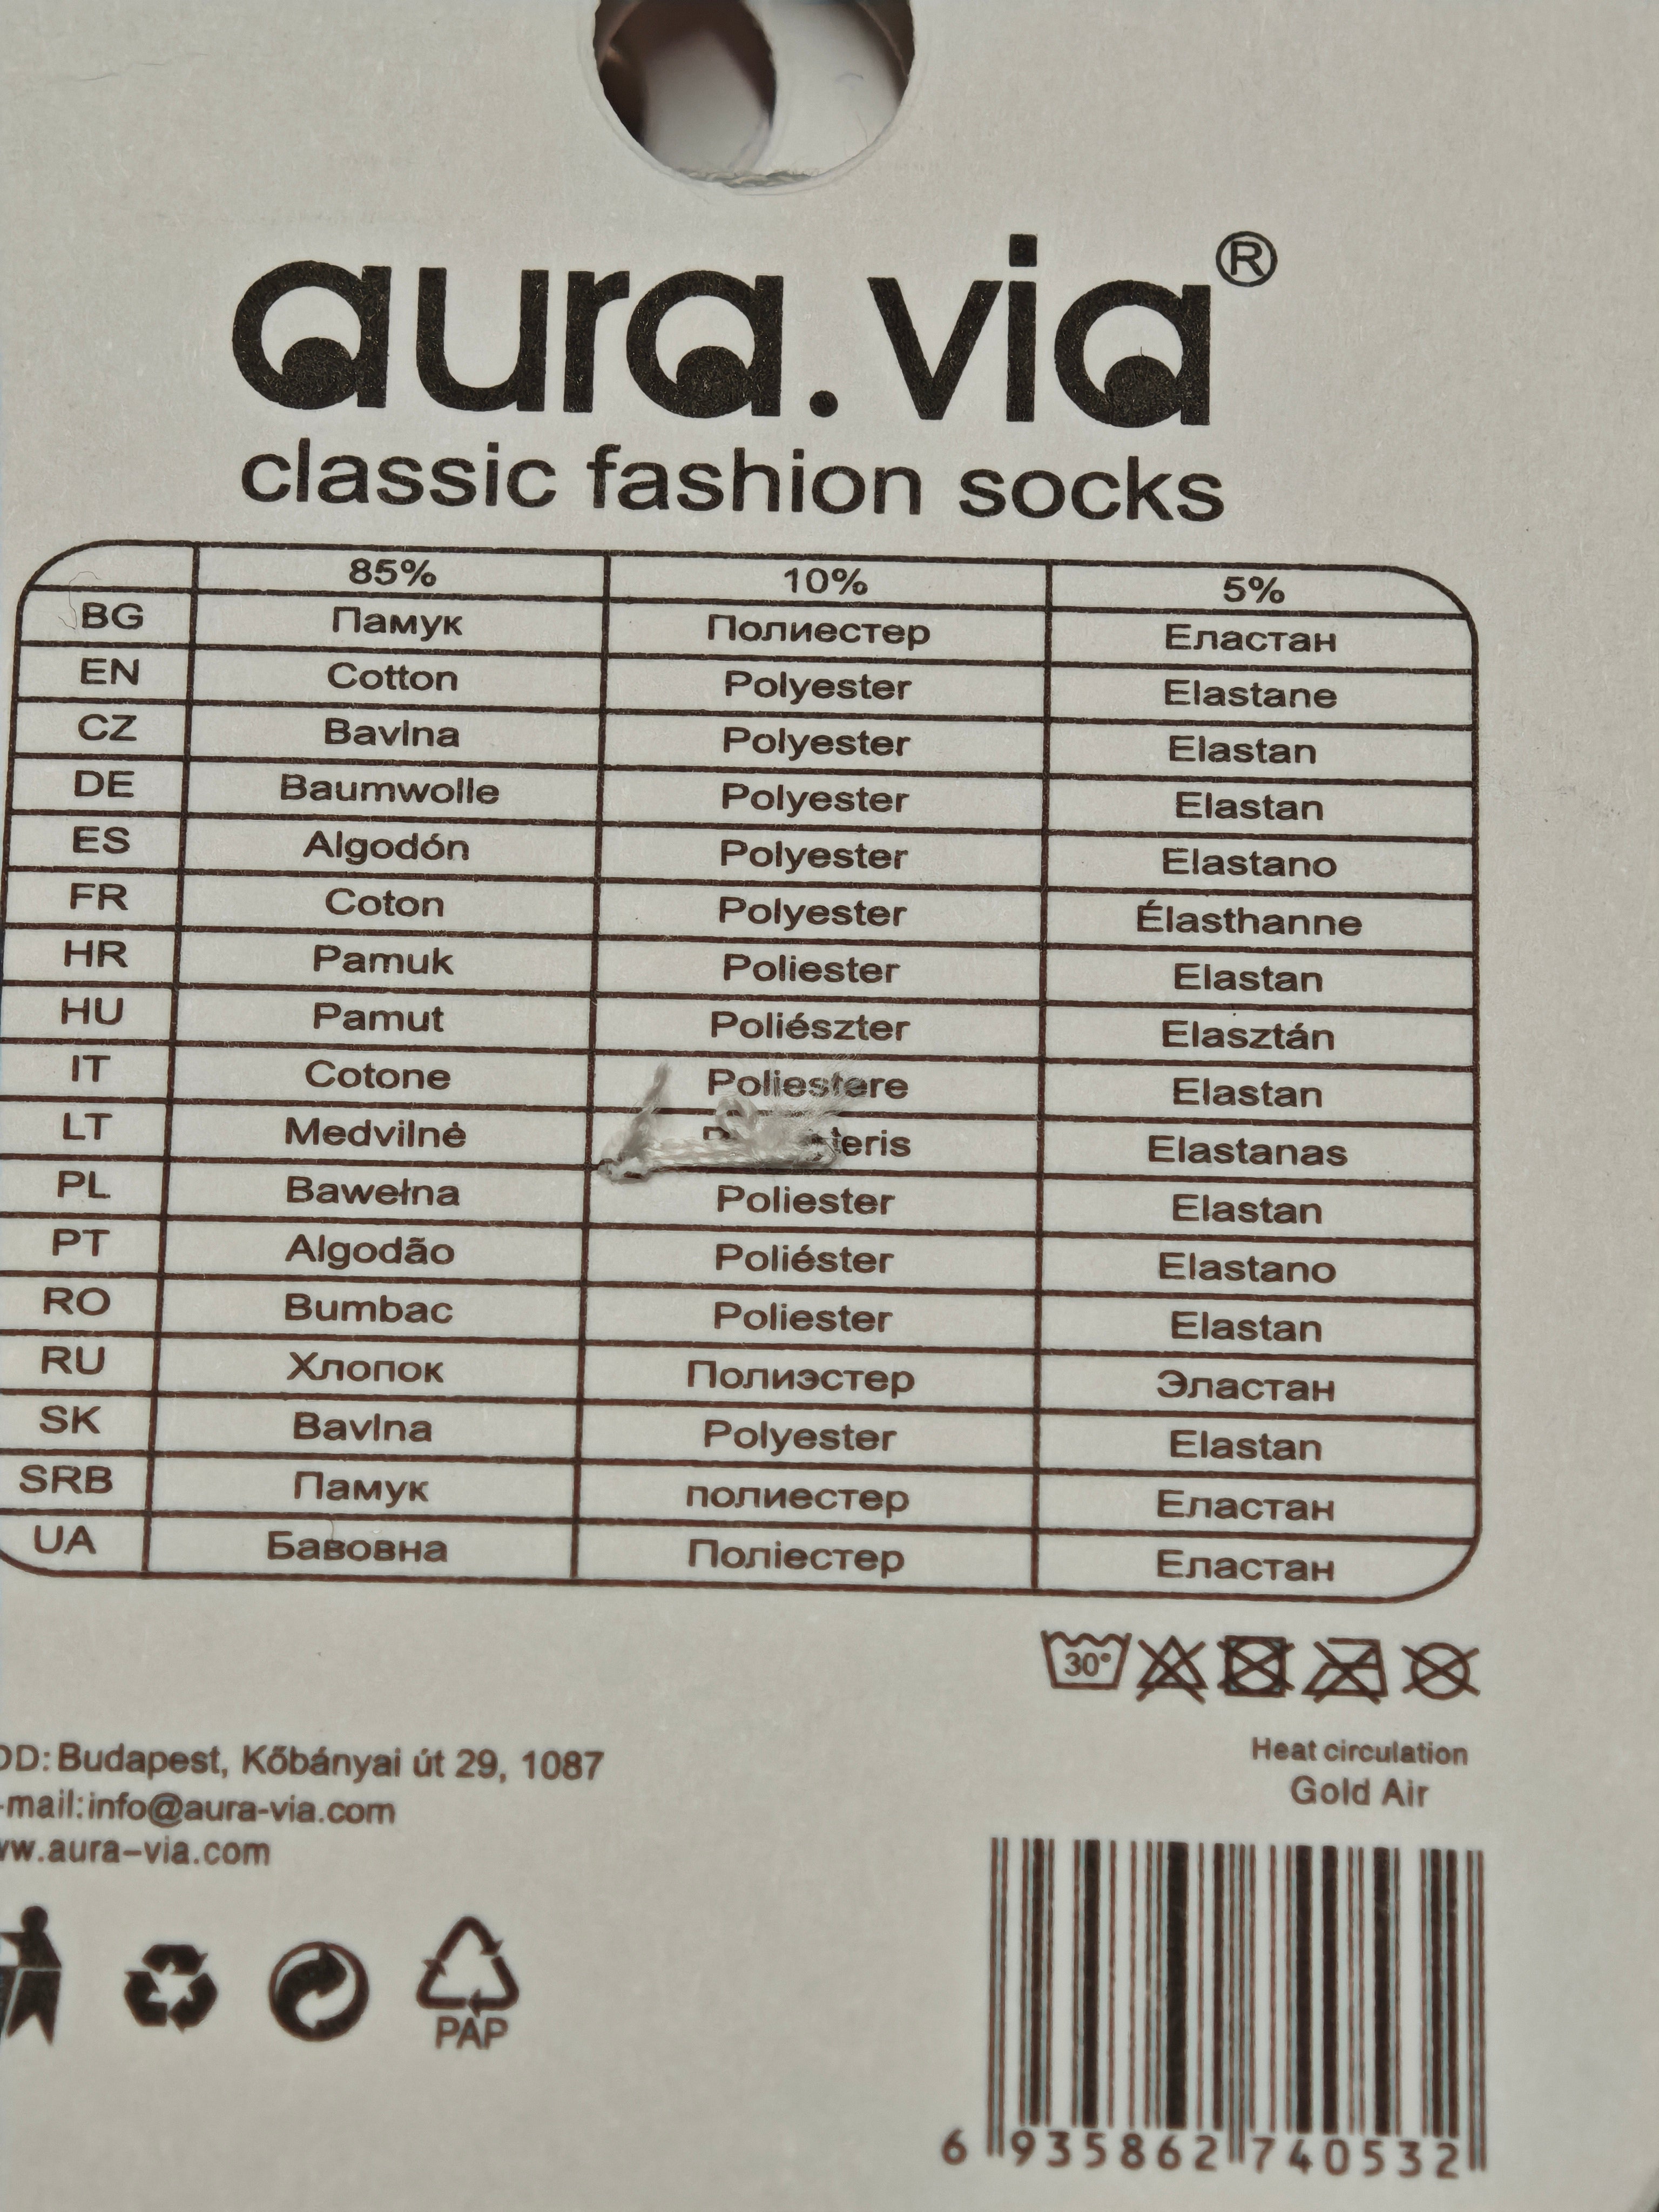 aura.via®
classic fashion socks
85% 10% 5%
BG Памук Полиестер Еластан
EN Cotton Polyester Elastane
CZ Bavlna Polyester Elastan
DE Baumwolle Polyester Elastan
ES Algodón Polyester Elastano
FR Coton Polyester Élasthanne
HR Pamuk Poliester Elastan
HU Pamut Poliészter Elasztán
IT Cotone Poliestere Elastan
LT Medvilnė Elastanas
PL Bawełna Poliester Elastan
PT Algodão Poliéster Elastano
RO Bumbac Poliester Elastan
RU Хлопок Полиэстер Эластан
SK Bavlna Polyester Elastan
SRB Памук полиестер Еластан
UA Бавовна Поліестер Еластан
30°
Heat circulation
Gold Air
Budapest, Kőbányai út 29, 1087
-mail:info@aura-via.com
w.aura-via.com
PAP
6 935862 740532